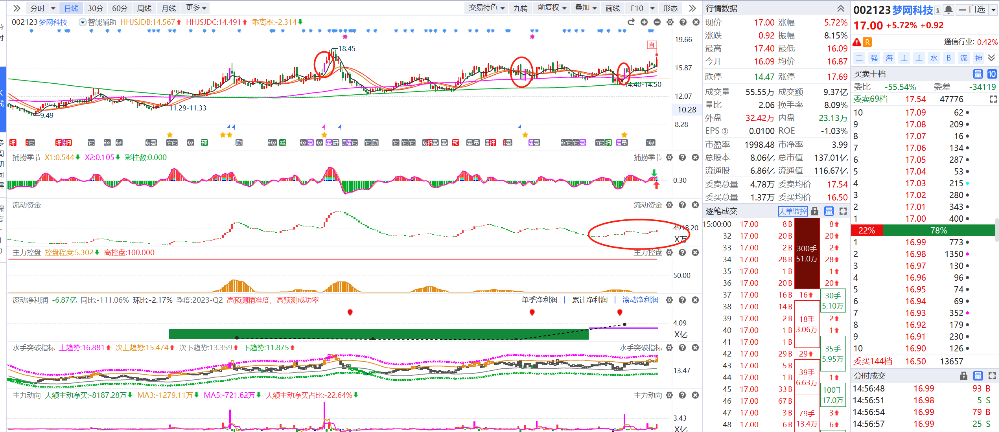 分时 日线 30分 60分 周线 月线 更多 交易特色 九转 前复权 叠加 画线 F10 形态
002123 梦网科技 智能辅助 HHJSJDB:14.567 HHJSJDC:14.491 乖离率:-2.314
19.66
自
←18.45
15.87
14.40-14.50
12.07
11.29-11.33
10.28
←9.49
8.28
捕捞季节 X1:0.544 X2:0.105 彩柱数:0.000 捕捞季节
0.30
流动资金 流动资金
4918.20
X万
主力控盘 控盘程度:5.302 高控盘:100.000 主力控盘
50.00
滚动净利润 -6.87亿 同比:-111.06% 环比:-2.17% 季度:2023-Q2 高预测精准度，高预测成功率 单季净利润 | 累计净利润 | 滚动净利润
4.09
X亿
水手突破指标 上趋势:16.881 次上趋势:15.474 次下趋势:13.359 下趋势:11.875 水手突破指标
13.47
主力动向 大额主动净买:-8187.28万 MA3:-1279.11万 MA5:-721.62万 大额主动净买占比:-22.64% 主力动向
3.43
X亿
行情数据
现价 17.00 涨幅 5.72%
涨跌 0.92 振幅 8.15%
最高 17.40 最低 16.09
今开 16.09 均价 16.87
跌停 14.47 涨停 17.69
成交量 55.55万 成交额 9.37亿
量比 2.06 换手率 8.09%
外盘 32.42万 内盘 23.13万
EPS③ 0.0100 ROE -1.03%
市盈率 1998.48 市净率 3.99
总股本 8.06亿 总市值 137.01亿
流通股 6.86亿 流通值 116.67亿
委卖总量 4.78万 委卖均价 17.54
委买总量 1.37万 委买均价 16.50
逐笔成交 大单监控 量
15:00:00 17.00 8B 8
32 17.00 20B 20
33 17.00 2B 2
34 17.00 28B 28
35 17.00 1B 1
36 17.00 20B 20
37 17.00 16B 16
38 17.00 14B
39 17.00 2B 2
40 17.00 1B 1
41 17.00 1B
42 17.00 29B 29
43 17.00 5B
44 17.00 1B 1
45 17.00 33B
46 17.00 67B
47 17.00 3B 3
48 17.00 6B 6
300手
51.0万
30手
5.10万
18手
3.06万
35手
5.95万
39手
6.63万
100手
17.0万
79手
13.4万
002123 梦网科技 自选
17.00 +5.72% +0.92
R 通信行业: 0.42%
三 强 海 主 主 水 B 流 神
买卖十档 量 10
委比 -55.54% 委差 -34119
委卖69档 17.54 47776
10 17.09 62
9 17.08 209
8 17.07 16
7 17.06 134
6 17.05 287
5 17.04 53
4 17.03 215
3 17.02 280
2 17.01 343
1 17.00 400
22% 78%
1 16.99 773
2 16.98 1350
3 16.97 130
4 16.96 96
5 16.95 74
6 16.94 69
7 16.93 352
8 16.92 179
9 16.91 230
10 16.90 126
委买144档 16.50 13657
分时成交 量
14:56:48 16.99 93 B
14:56:51 16.98 5 S
14:56:54 16.99 79 B
14:56:57 16.99 25 S